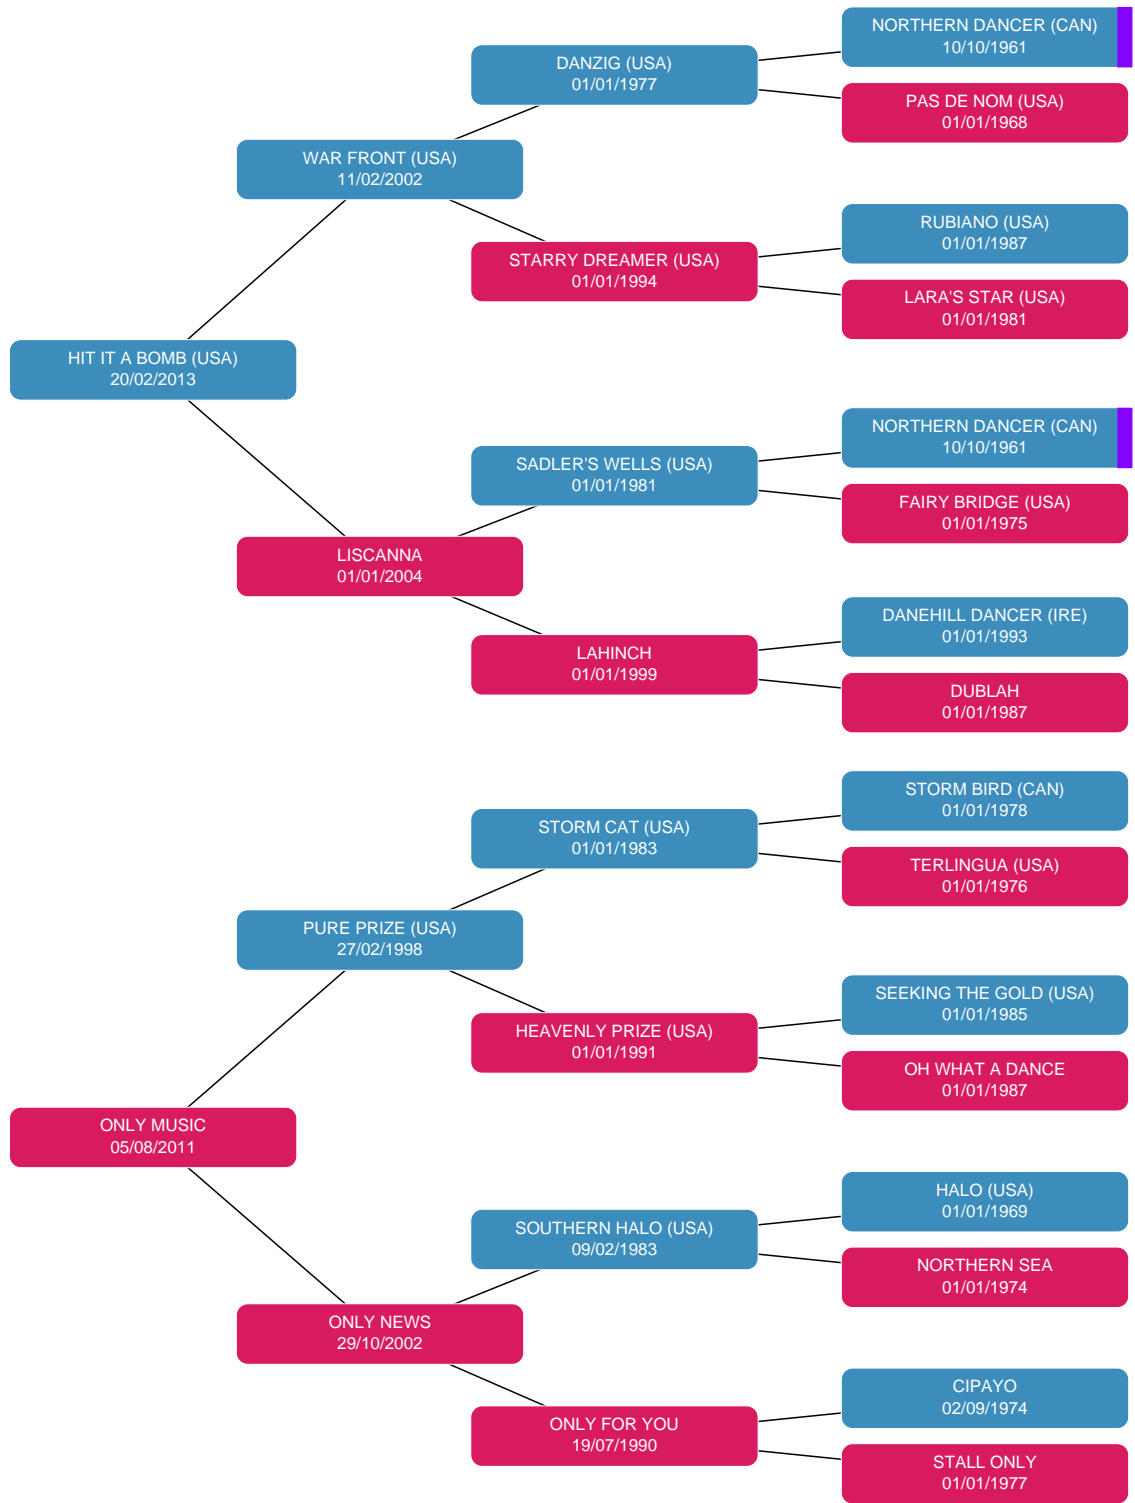 NORTHERN DANCER (CAN)
10/10/1961
DANZIG (USA)
01/01/1977
PAS DE NOM (USA)
01/01/1968
WAR FRONT (USA)
11/02/2002
RUBIANO (USA)
01/01/1987
STARRY DREAMER (USA)
01/01/1994
LARA'S STAR (USA)
01/01/1981
HIT IT A BOMB (USA)
20/02/2013
NORTHERN DANCER (CAN)
10/10/1961
SADLER'S WELLS (USA)
01/01/1981
FAIRY BRIDGE (USA)
01/01/1975
LISCANNA
01/01/2004
DANEHILL DANCER (IRE)
01/01/1993
LAHINCH
01/01/1999
DUBLAH
01/01/1987
STORM BIRD (CAN)
01/01/1978
STORM CAT (USA)
01/01/1983
TERLINGUA (USA)
01/01/1976
PURE PRIZE (USA)
27/02/1998
SEEKING THE GOLD (USA)
01/01/1985
HEAVENLY PRIZE (USA)
01/01/1991
OH WHAT A DANCE
01/01/1987
ONLY MUSIC
05/08/2011
HALO (USA)
01/01/1969
SOUTHERN HALO (USA)
09/02/1983
NORTHERN SEA
01/01/1974
ONLY NEWS
29/10/2002
CIPAYO
02/09/1974
ONLY FOR YOU
19/07/1990
STALL ONLY
01/01/1977